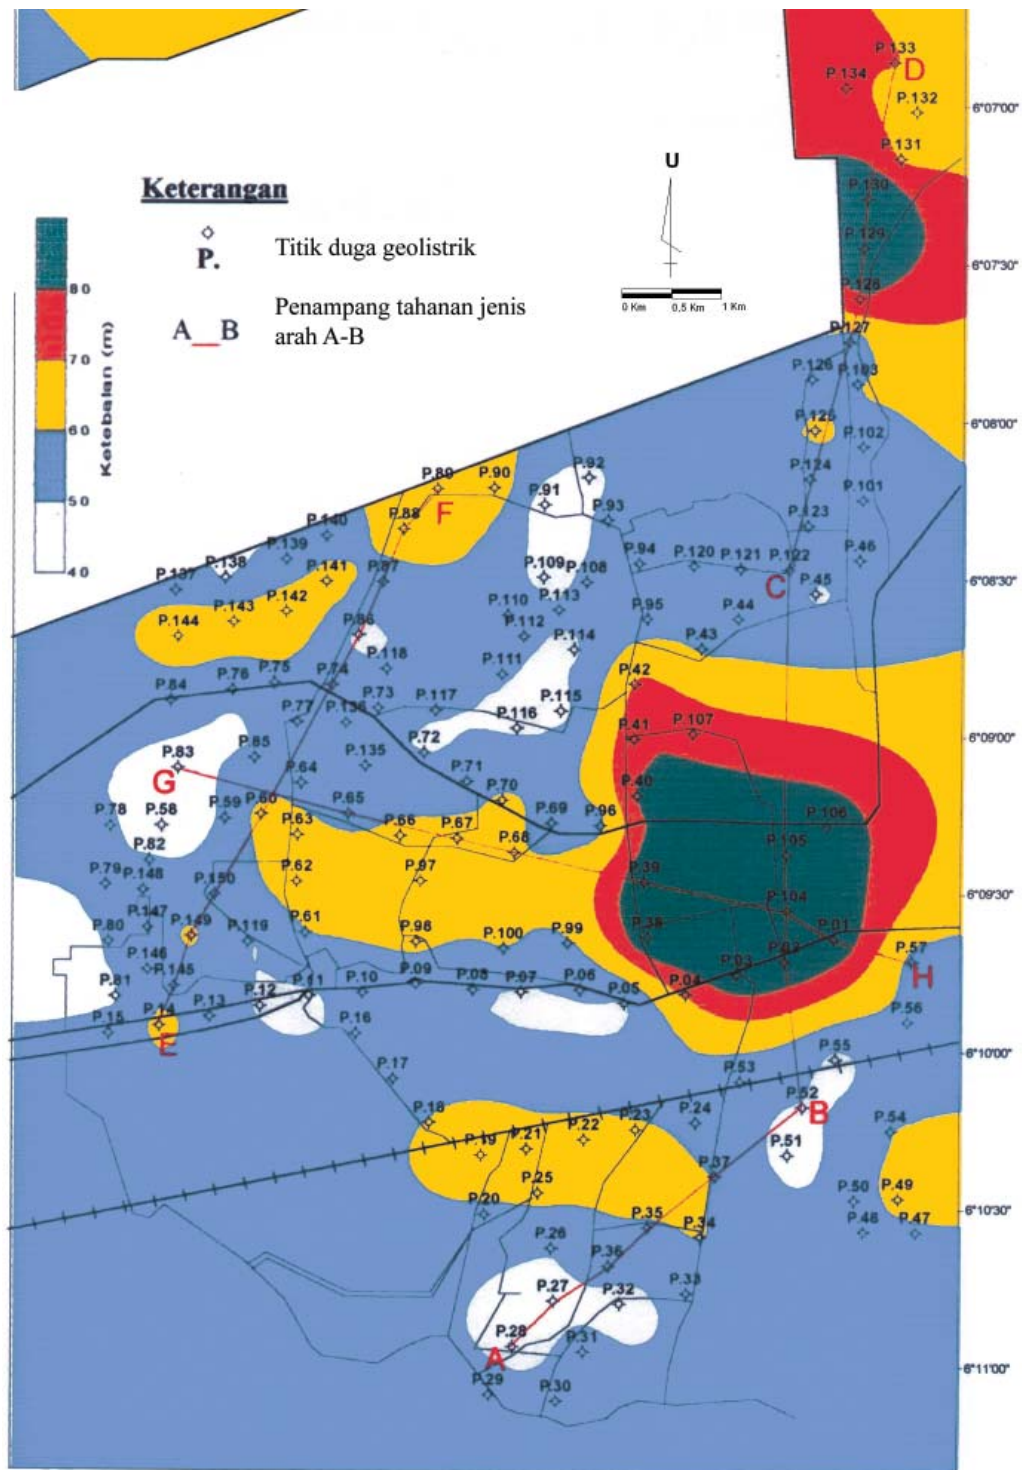 P.133
D
P.134
P.132
6°07'00"
P.131
U
Keterangan
P.130
P.
Titik duga geolistrik
P.129
6°07'30"
80
P.128
0 Km 0,5 Km 1 Km
A__B
Penampang tahanan jenis
arah A-B
P.127
70
Ketebalan (m)
P.126
P.103
60
P.125
6°08'00"
P.102
P.92
P.124
P.89
P.90
50
P.91
P.101
F
P.88
P.93
P.123
P.140
P.139
P.94
P.120
P.121
P.122
P.46
40
P.138
P.137
P.141
P.87
P.109
P.108
C
P.45
6°08'30"
P.142
P.110
P.113
P.143
P.95
P.44
P.144
P.86
P.112
P.114
P.43
P.118
P.111
P.76
P.75
P.74
P.42
P.84
P.73
P.117
P.115
P.77
P.136
P.116
P.41
P.107
P.72
6°09'00"
P.83
P.85
P.135
G
P.64
P.71
P.70
P.40
P.78
P.58
P.59
P.60
P.65
P.69
P.96
P.106
P.63
P.66
P.67
P.82
P.68
P.105
P.79
P.148
P.62
P.97
P.39
P.150
6°09'30"
P.147
P.104
P.80
P.149
P.119
P.61
P.98
P.99
P.38
P.01
P.100
P.02
P.57
P.146
P.03
P.145
H
P.81
P.11
P.10
P.09
P.08
P.07
P.06
P.04
P.12
P.05
P.14
P.13
P.56
P.15
P.16
E
6°10'00"
P.55
P.17
P.53
P.52
B
P.18
P.23
P.24
P.22
P.54
P.19
P.21
P.51
P.37
P.25
P.50
P.49
P.20
6°10'30"
P.35
P.34
P.48
P.47
P.26
P.36
P.33
P.27
P.32
P.28
P.31
A
6°11'00"
P.29
P.30